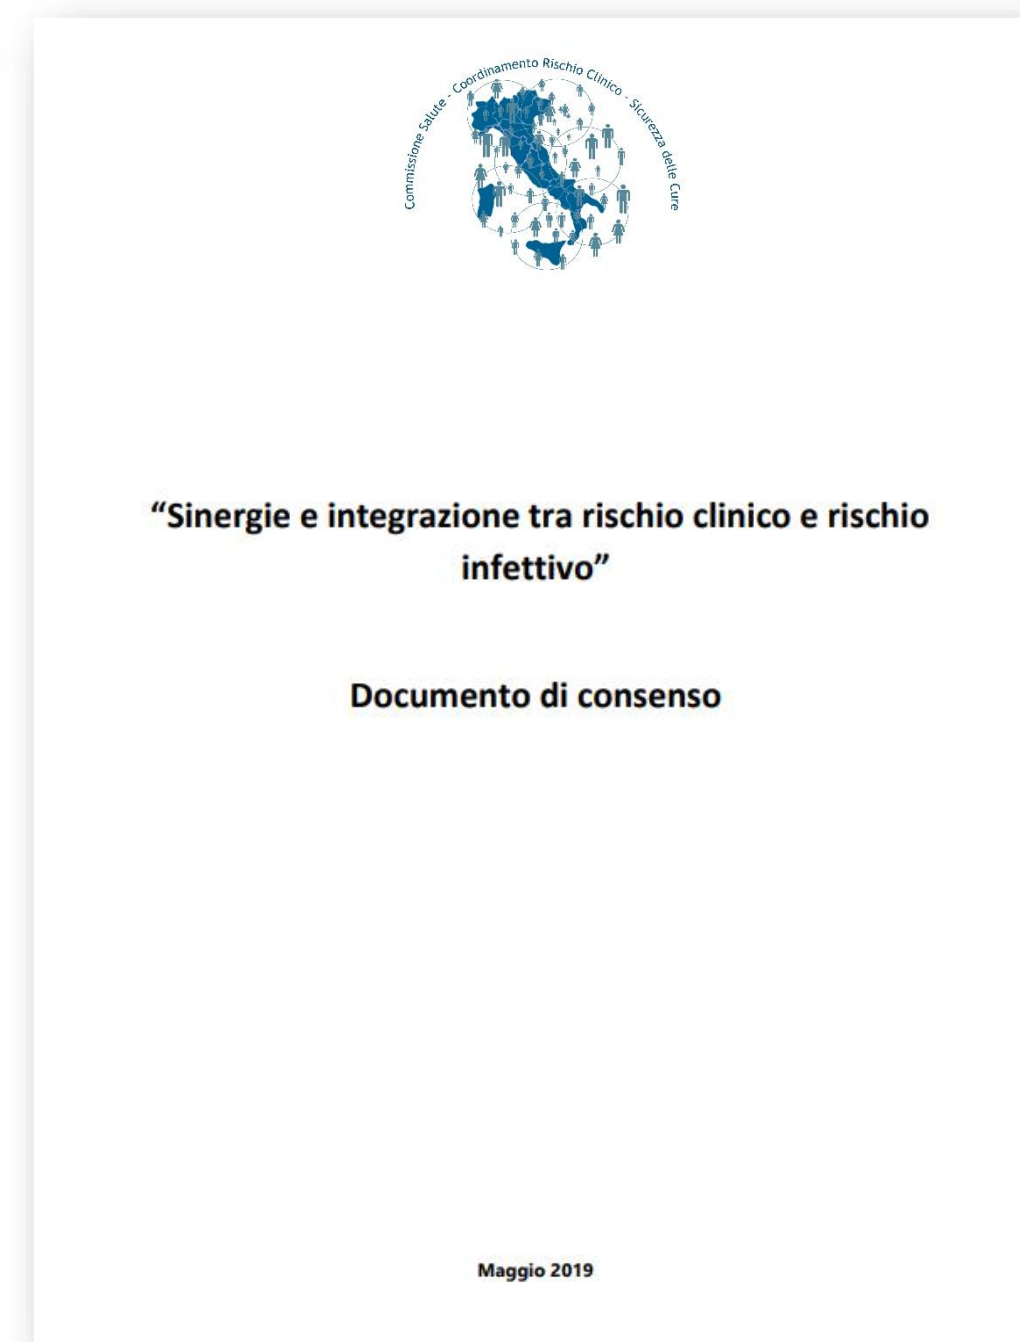 Commissione Salute - Coordinamento Rischio Clinico - Sicurezza delle Cure
“Sinergie e integrazione tra rischio clinico e rischio
infettivo”
Documento di consenso
Maggio 2019